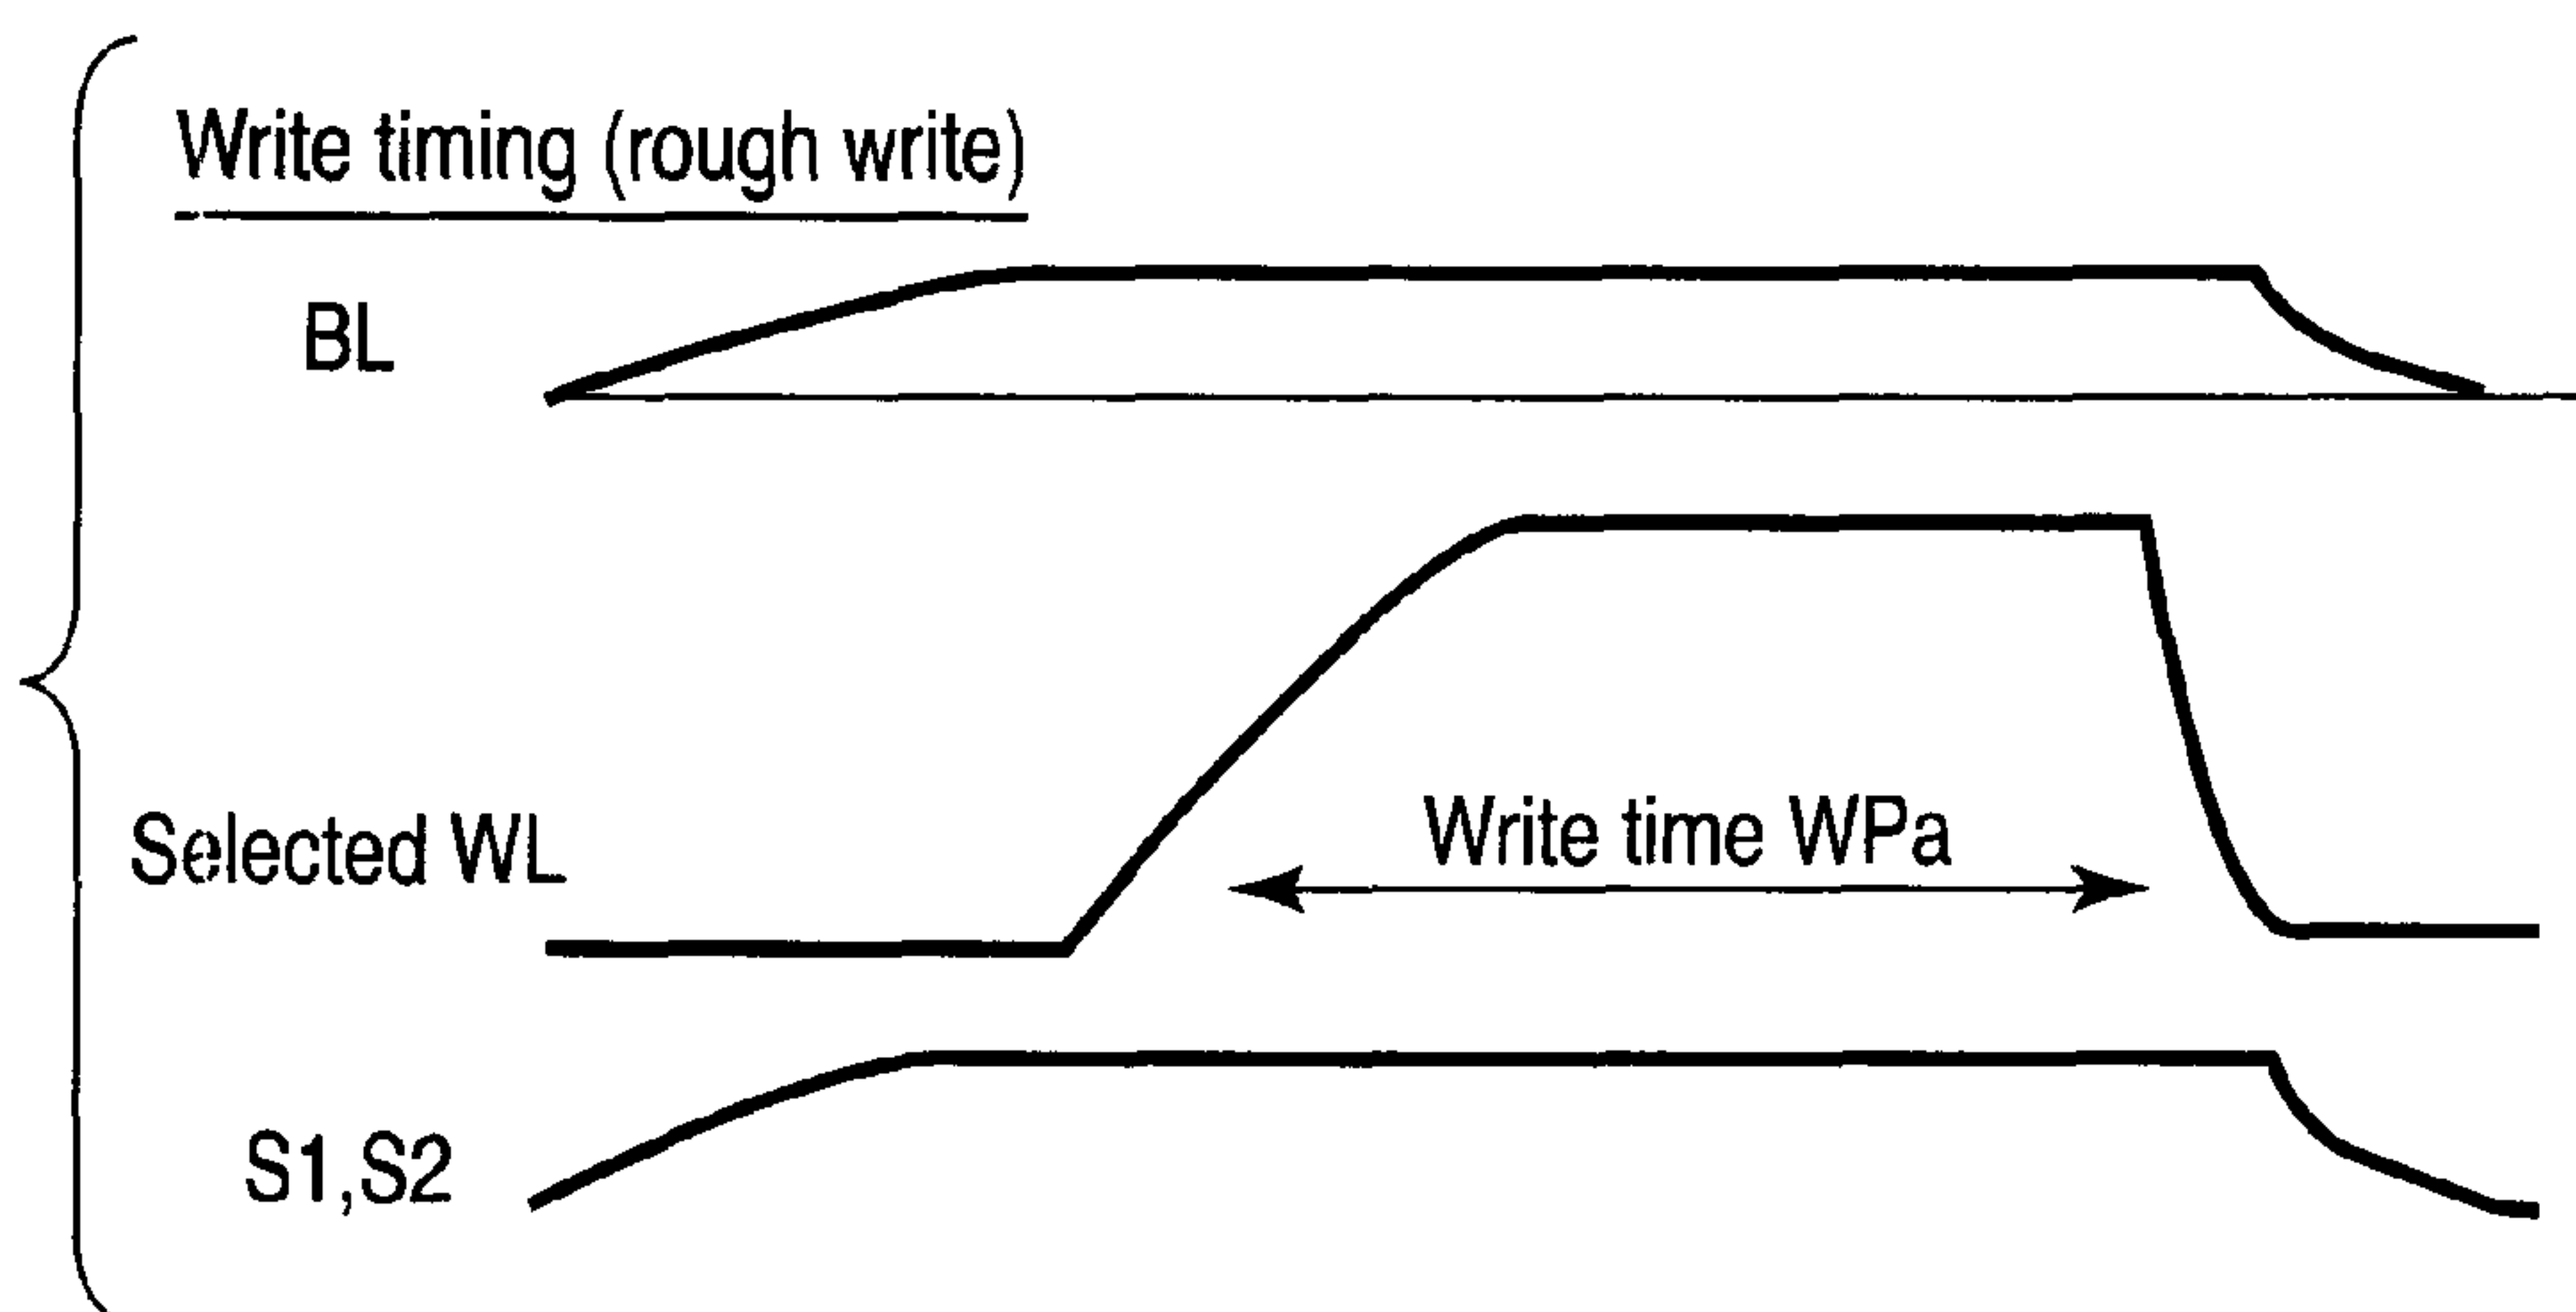 Write timing (rough write)
BL
Write time WPa
Selected WL
S1,S2